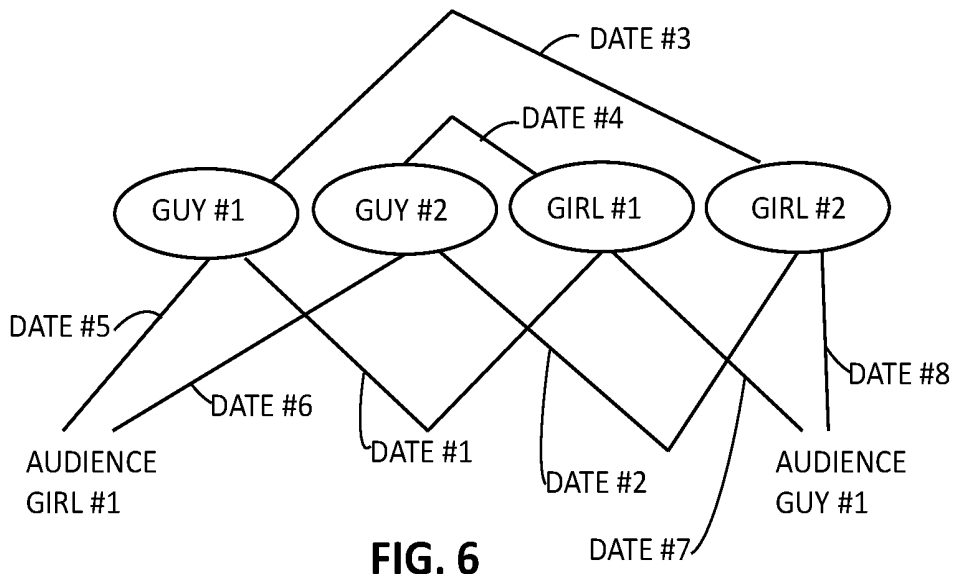 DATE #3
DATE #4
GUY #1
GUY #2
GIRL #1
GIRL #2
DATE #5
DATE #6
DATE #1
DATE #2
DATE #8
AUDIENCE
GIRL #1
AUDIENCE
GUY #1
DATE #7
FIG. 6